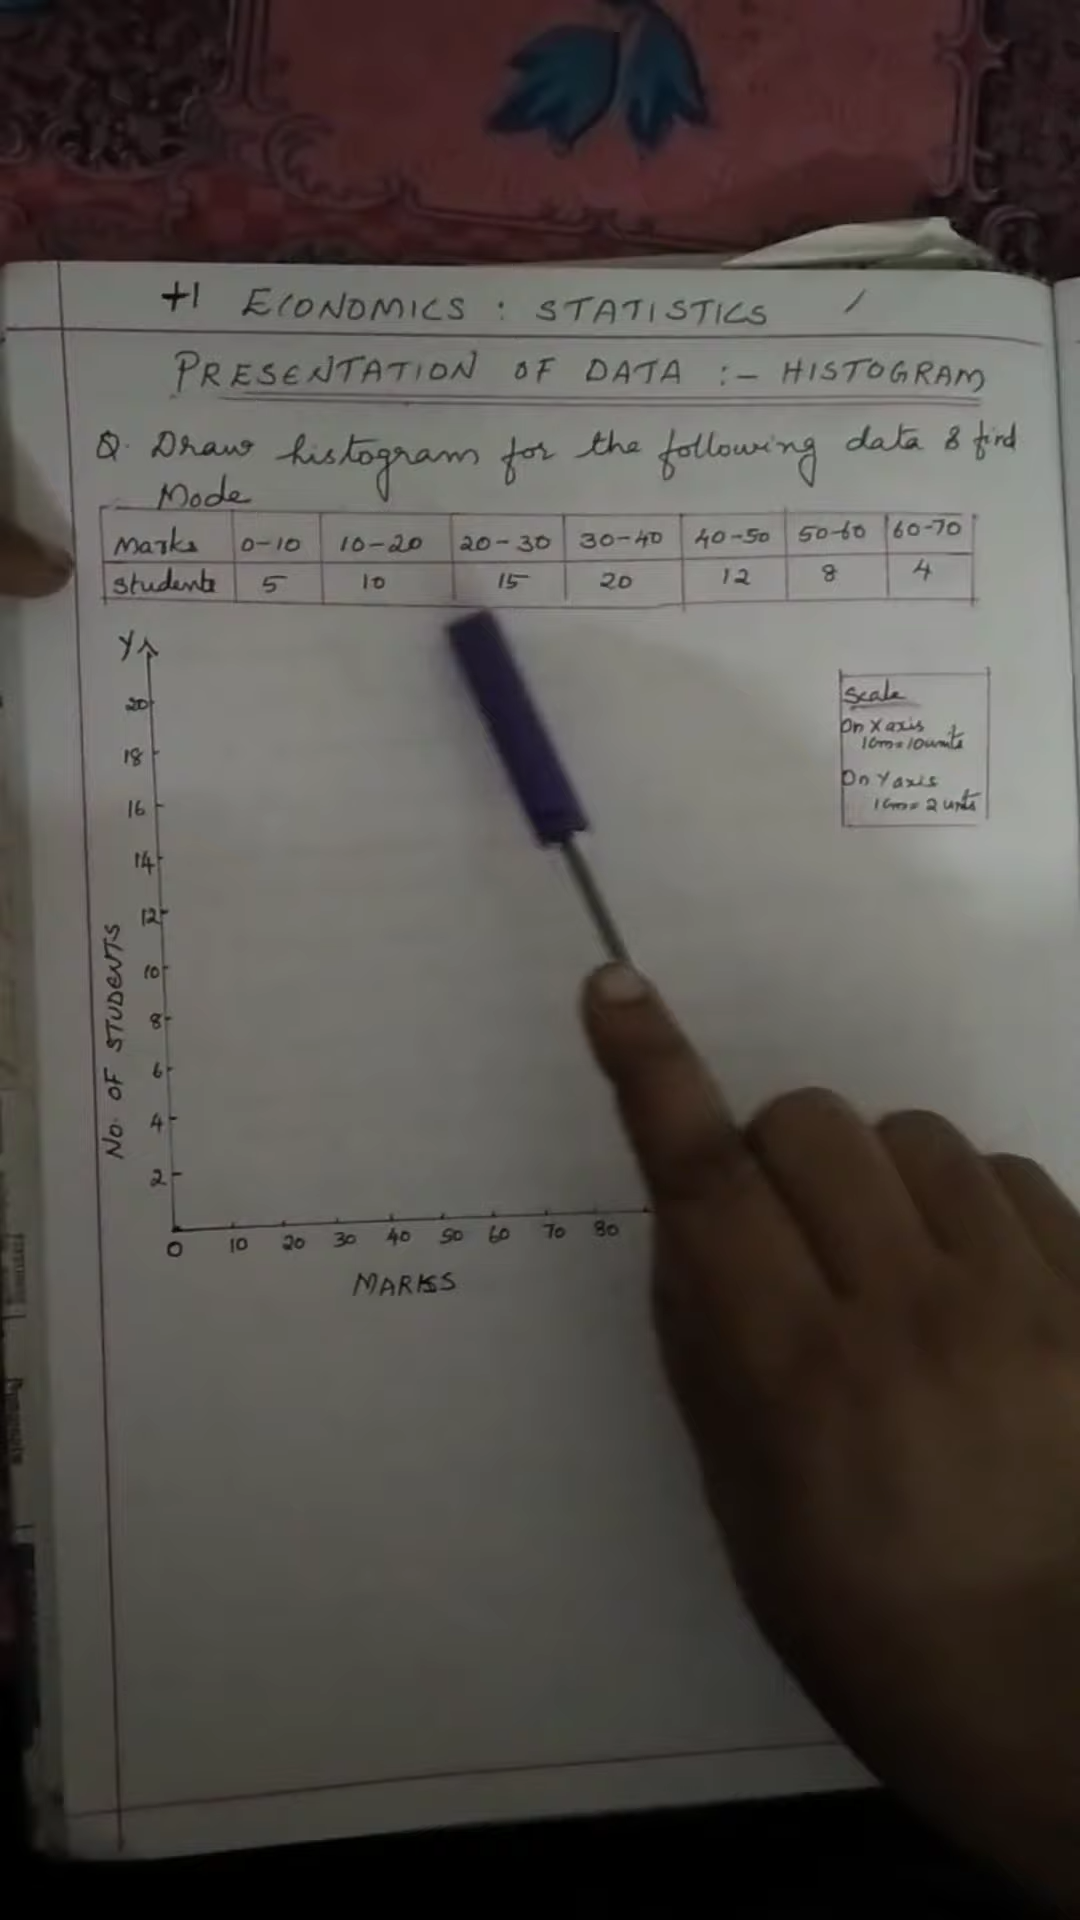 +1 ECONOMICS : STATISTICS /
PRESENTATION OF DATA :- HISTOGRAM
Q. Draw histogram for the following data & find
Mode
Marks 0-10 10-20 20-30 30-40 40-50 50-60 60-70
Students 5 10 15 20 12 8 4
Y
Scale
On X axis
1cm=10 units
On Y axis
1cm= 2 units
20
18
16
14
12
10
8
6
4
2
NO. OF STUDENTS
0 10 20 30 40 50 60 70 80
MARKS